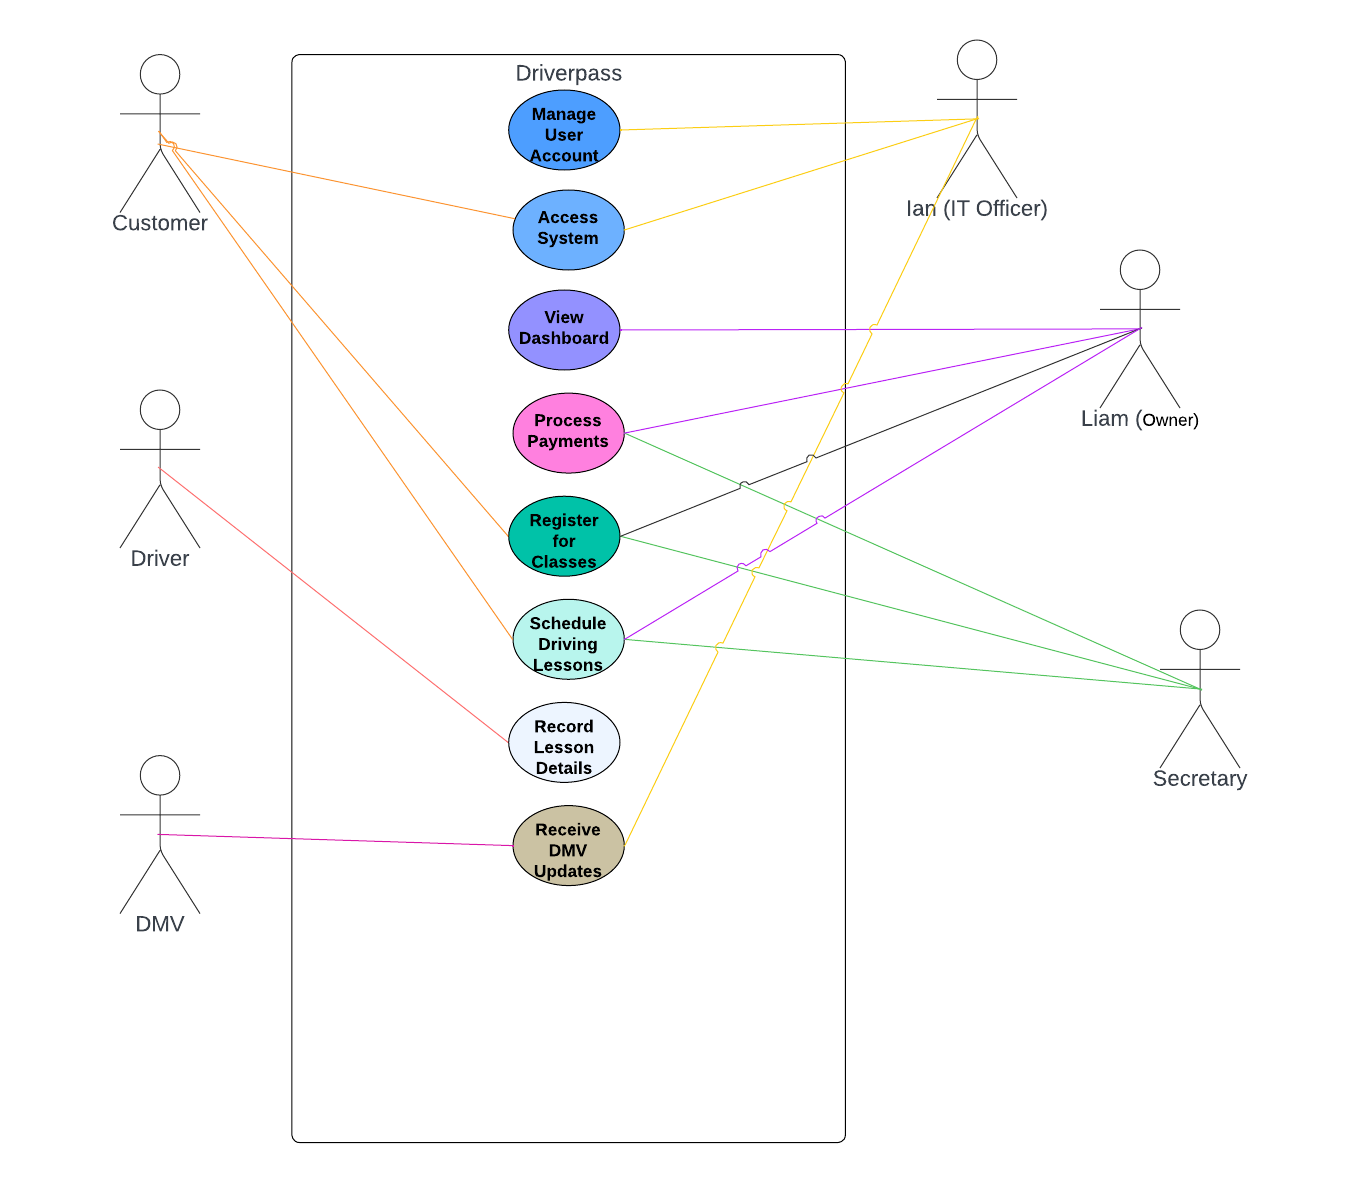 Driverpass
Manage
User
Account
Access
System
View
Dashboard
Process
Payments
Register
for
Classes
Schedule
Driving
Lessons
Record
Lesson
Details
Receive
DMV
Updates
Customer
Driver
DMV
Ian (IT Officer)
Liam (Owner)
Secretary